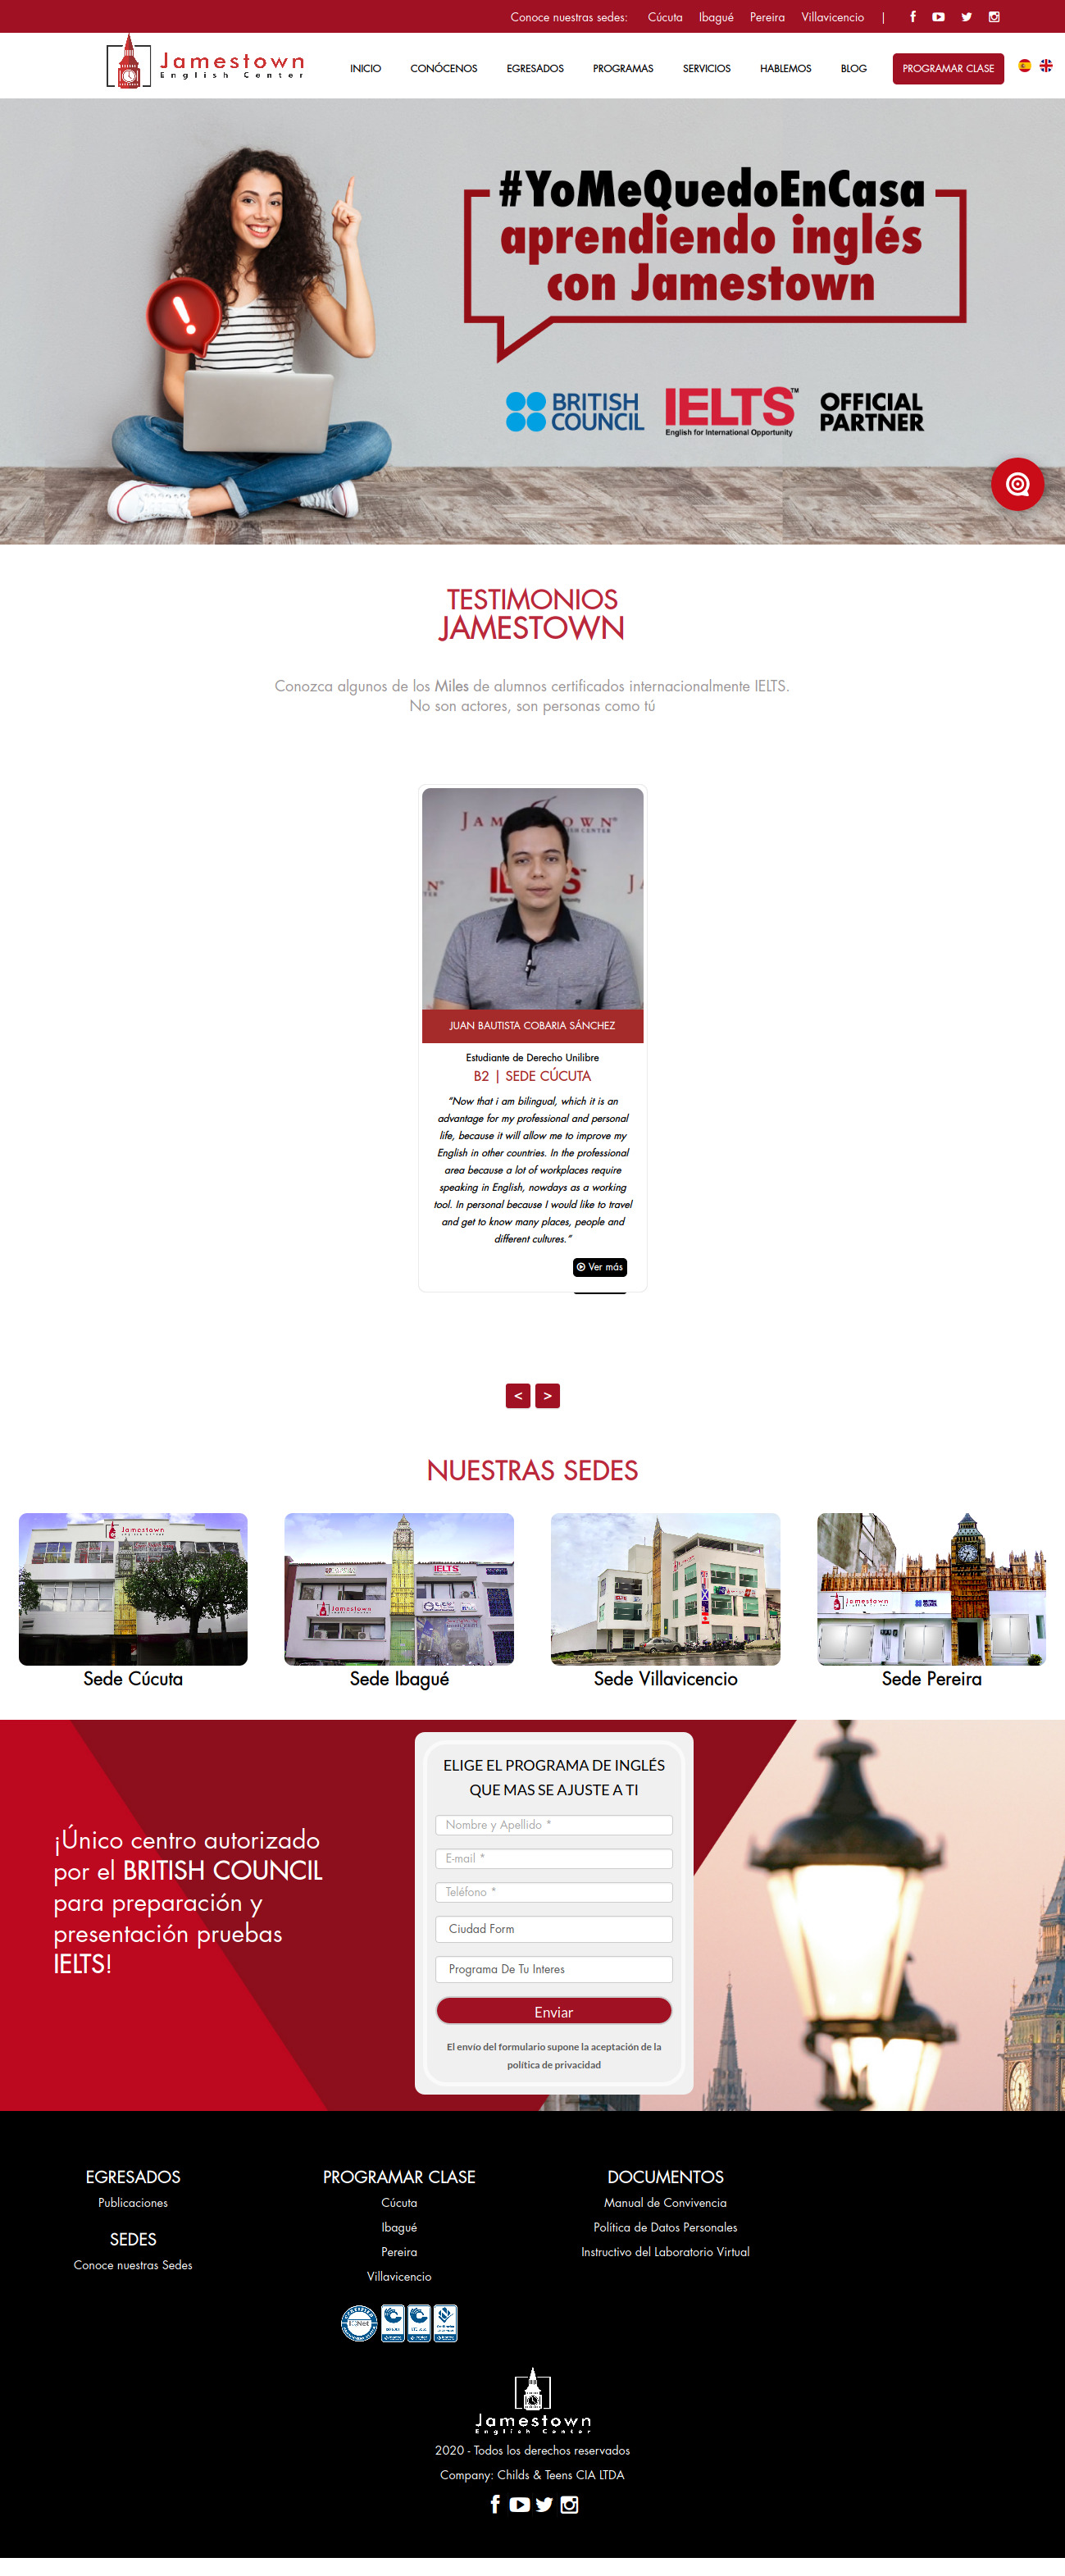 Conoce nuestras sedes: Cúcuta Ibagué Pereira Villavicencio |
Jamestown
English Center
INICIO CONÓCENOS EGRESADOS PROGRAMAS SERVICIOS HABLEMOS BLOG PROGRAMAR CLASE
#YoMeQuedoEnCasa
aprendiendo inglés
con Jamestown
BRITISH
COUNCIL
IELTS™
English for International Opportunity
OFFICIAL
PARTNER
TESTIMONIOS
JAMESTOWN
Conozca algunos de los Miles de alumnos certificados internacionalmente IELTS.
No son actores, son personas como tú
JUAN BAUTISTA COBARIA SÁNCHEZ
Estudiante de Derecho Unilibre
B2 | SEDE CÚCUTA
"Now that i am bilingual, which it is an
advantage for my professional and personal
life, because it will allow me to improve my
English in other countries. In the professional
area because a lot of workplaces require
speaking in English, nowdays as a working
tool. In personal because I would like to travel
and get to know many places, people and
different cultures."
Ver más
< >
NUESTRAS SEDES
Jamestown
IELTS
Jamestown
Jamestown
Sede Cúcuta
Sede Ibagué
Sede Villavicencio
Sede Pereira
¡Único centro autorizado
por el BRITISH COUNCIL
para preparación y
presentación pruebas
IELTS!
ELIGE EL PROGRAMA DE INGLÉS
QUE MAS SE AJUSTE A TI
Nombre y Apellido *
E-mail *
Teléfono *
Ciudad Form
Programa De Tu Interes
Enviar
El envío del formulario supone la aceptación de la
política de privacidad
EGRESADOS
Publicaciones
SEDES
Conoce nuestras Sedes
PROGRAMAR CLASE
Cúcuta
Ibagué
Pereira
Villavicencio
DOCUMENTOS
Manual de Convivencia
Política de Datos Personales
Instructivo del Laboratorio Virtual
Jamestown
English Center
2020 - Todos los derechos reservados
Company: Childs & Teens CIA LTDA